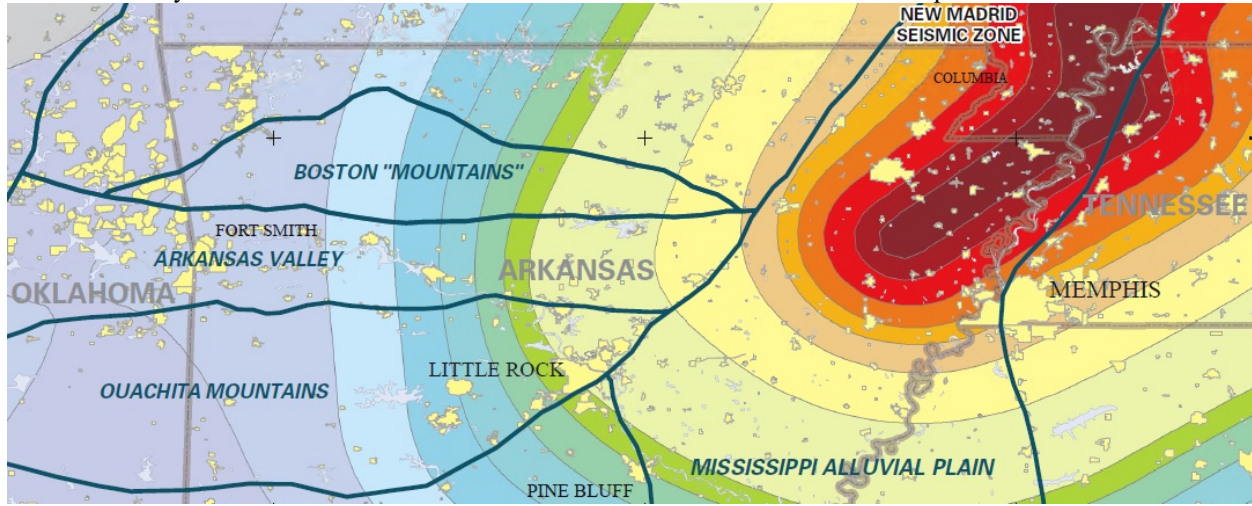 NEW MADRID
SEISMIC ZONE
COLUMBIA
BOSTON "MOUNTAINS"
TENNESSEE
FORT SMITH
ARKANSAS VALLEY
ARKANSAS
OKLAHOMA
MEMPHIS
LITTLE ROCK
OUACHITA MOUNTAINS
MISSISSIPPI ALLUVIAL PLAIN
PINE BLUFF